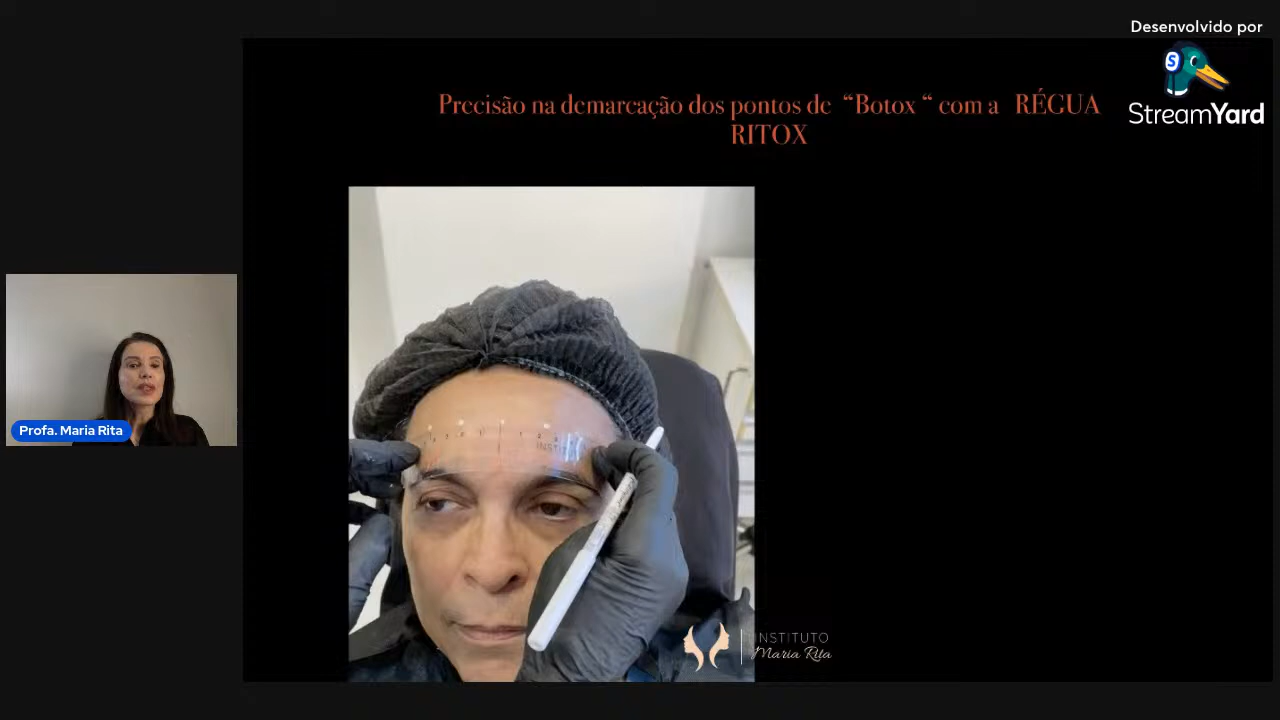 Desenvolvido por
StreamYard
Precisão na demarcação dos pontos de “Botox “ com a RÉGUA
RITOX
Profa. Maria Rita
INSTIT
INSTITUTO
Maria Rita